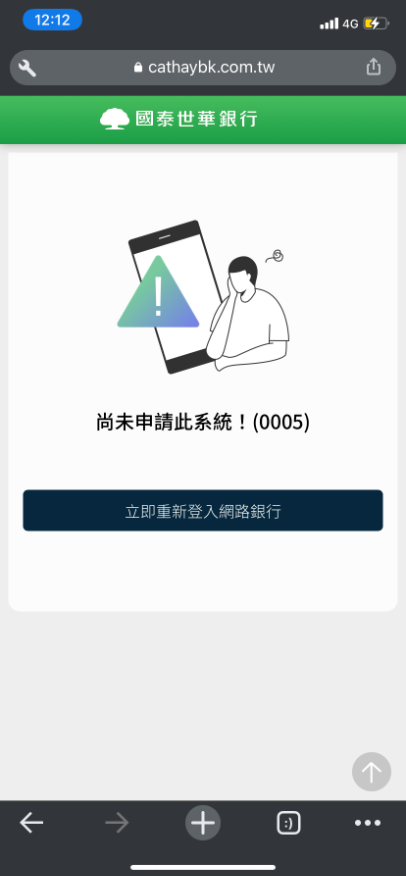 12:12
4G
cathaybk.com.tw
國泰世華銀行
!
尚未申請此系統！(0005)
立即重新登入網路銀行
:)